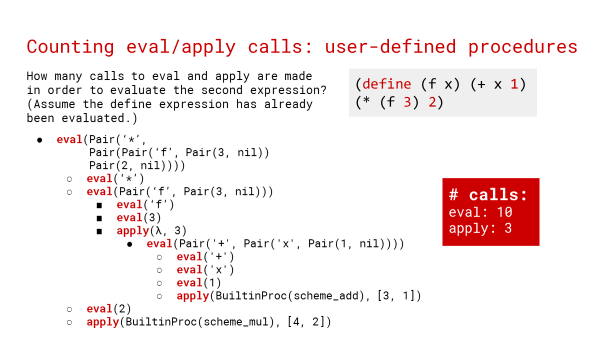 Counting eval/apply calls: user-defined procedures
How many calls to eval and apply are made
in order to evaluate the second expression?
(Assume the define expression has already
been evaluated.)
(define (f x) (+ x 1)
(* (f 3) 2)
● eval(Pair('*',
Pair(Pair('f', Pair(3, nil))
Pair(2, nil))))
○ eval('*')
○ eval(Pair('f', Pair(3, nil)))
■ eval('f')
■ eval(3)
■ apply(λ, 3)
● eval(Pair('+', Pair('x', Pair(1, nil))))
○ eval('+')
○ eval('x')
○ eval(1)
○ apply(BuiltinProc(scheme_add), [3, 1])
○ eval(2)
○ apply(BuiltinProc(scheme_mul), [4, 2])
# calls:
eval: 10
apply: 3